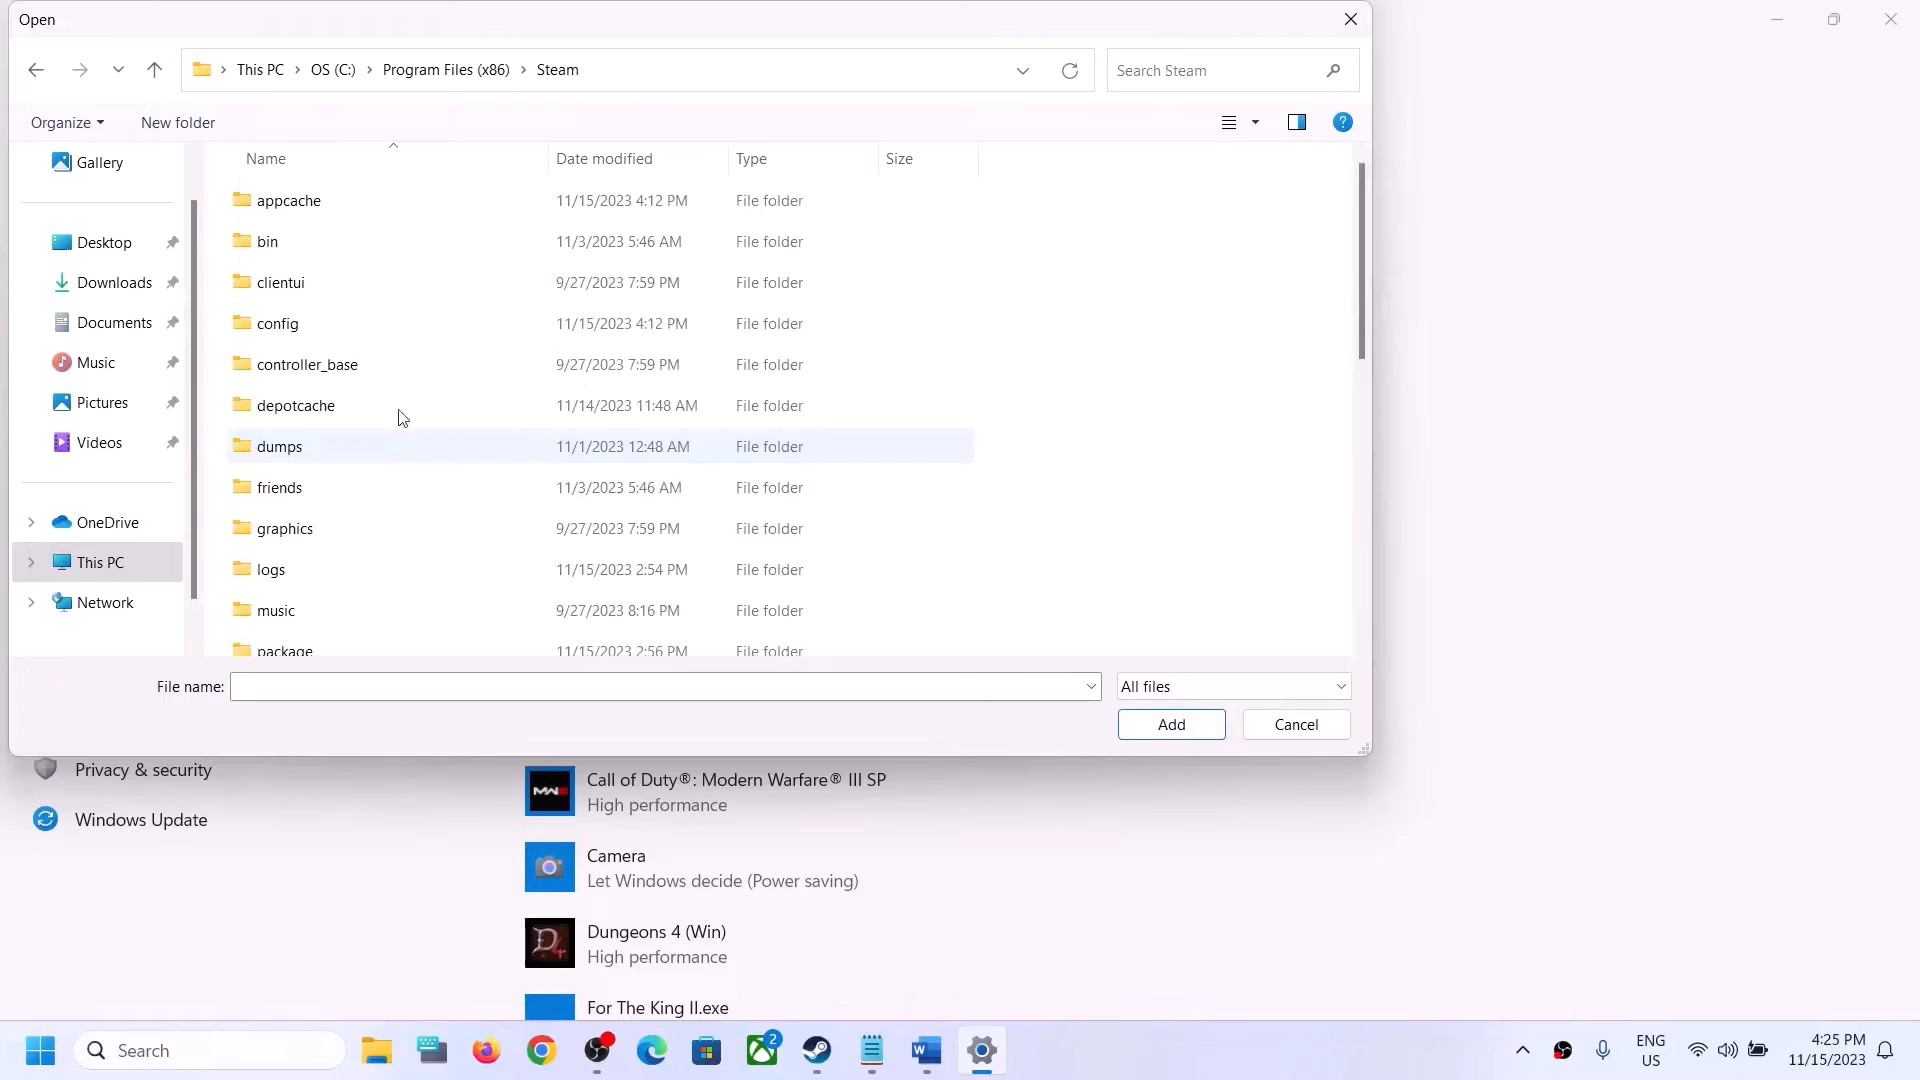 Open
This PC > OS (C:) > Program Files (x86) > Steam
Search Steam
Organize
New folder
Gallery
Desktop
Downloads
Documents
Music
Pictures
Videos
OneDrive
This PC
Network
Name Date modified Type Size
appcache 11/15/2023 4:12 PM File folder
bin 11/3/2023 5:46 AM File folder
clientui 9/27/2023 7:59 PM File folder
config 11/15/2023 4:12 PM File folder
controller_base 9/27/2023 7:59 PM File folder
depotcache 11/14/2023 11:48 AM File folder
dumps 11/1/2023 12:48 AM File folder
friends 11/3/2023 5:46 AM File folder
graphics 9/27/2023 7:59 PM File folder
logs 11/15/2023 2:54 PM File folder
music 9/27/2023 8:16 PM File folder
package 11/15/2023 2:56 PM File folder
File name:
All files
Add
Cancel
Privacy & security
Windows Update
Call of Duty®: Modern Warfare® III SP
High performance
Camera
Let Windows decide (Power saving)
Dungeons 4 (Win)
High performance
For The King II.exe
Search
2
ENG
US
4:25 PM
11/15/2023